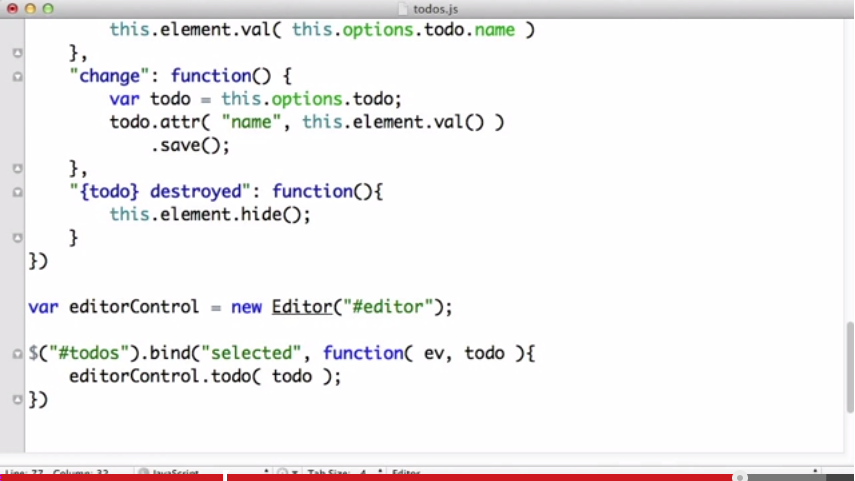 todos.js
this.element.val( this.options.todo.name )
},
"change": function() {
var todo = this.options.todo;
todo.attr( "name", this.element.val() )
.save();
},
"{todo} destroyed": function(){
this.element.hide();
}
})
var editorControl = new Editor("#editor");
$("#todos").bind("selected", function( ev, todo ){
editorControl.todo( todo );
})
Line: 77 Column: 32 JavaScript Tab Size: 4 Editor